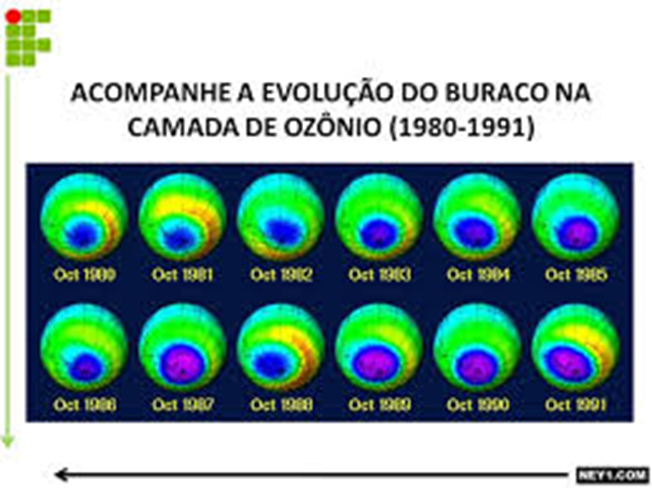 ACOMPANHE A EVOLUÇÃO DO BURACO NA
CAMADA DE OZÔNIO (1980-1991)
Oct 1980 Oct 1981 Oct 1982 Oct 1983 Oct 1984 Oct 1985
Oct 1986 Oct 1987 Oct 1988 Oct 1989 Oct 1990 Oct 1991
NEY1.COM